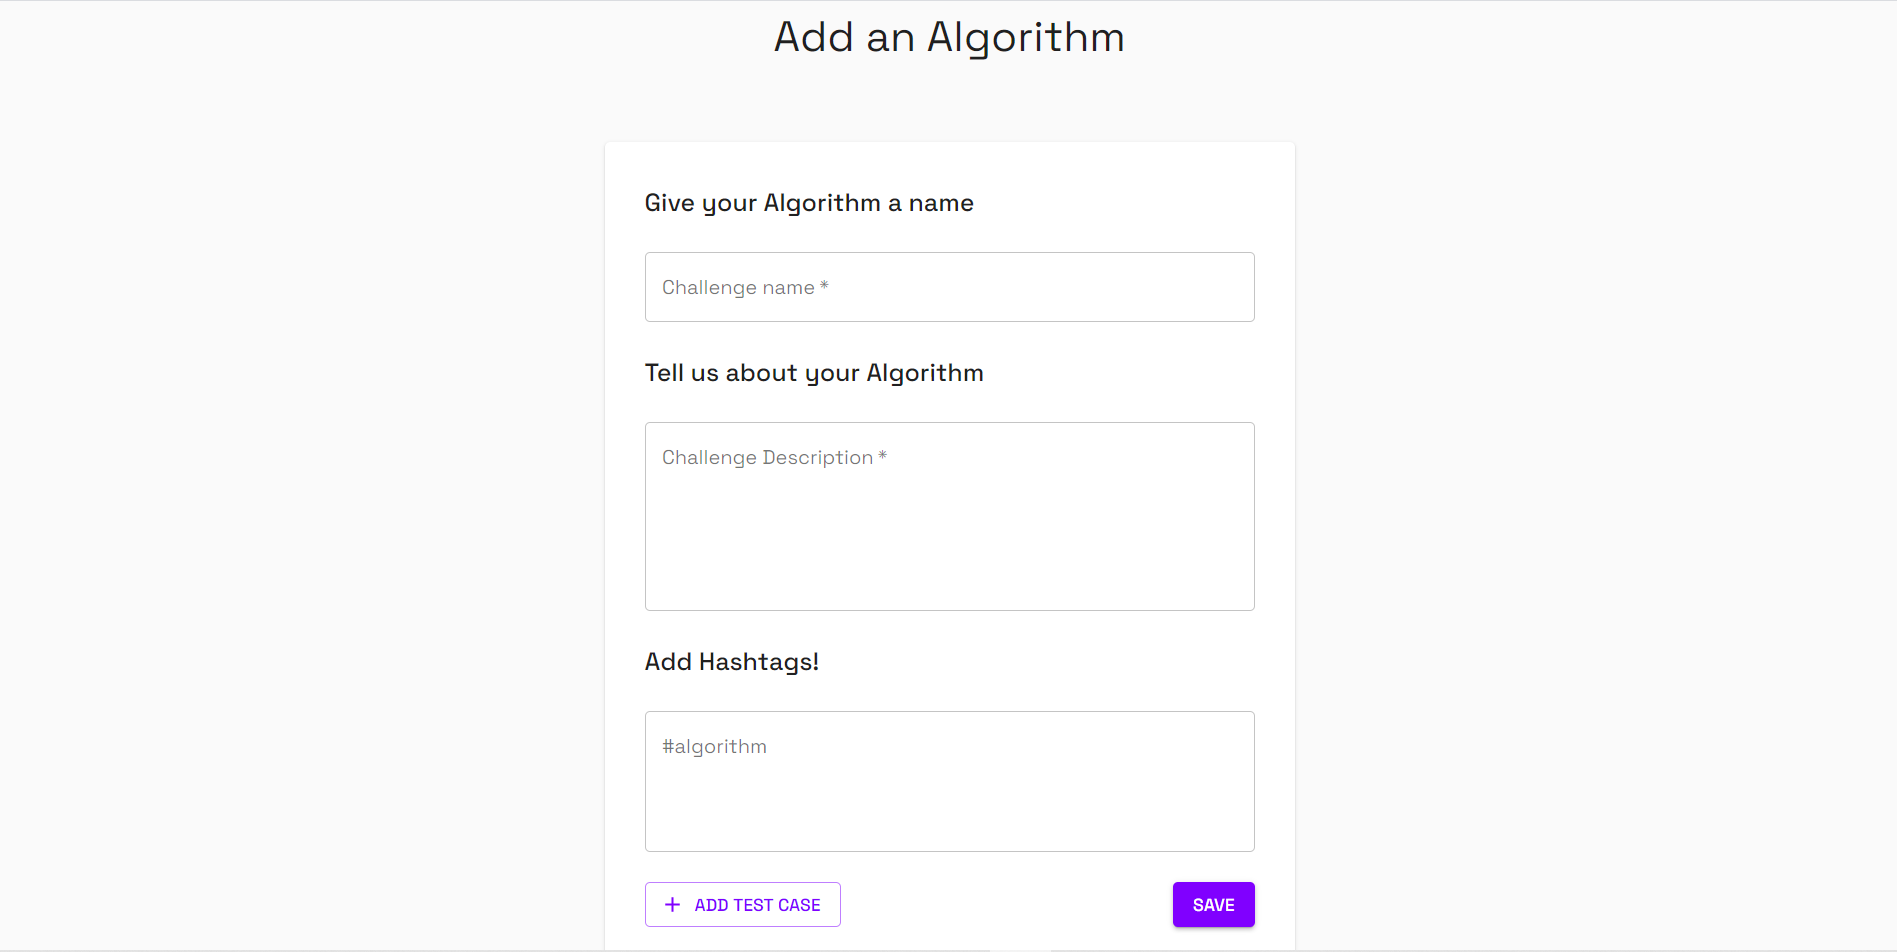 Add an Algorithm
Give your Algorithm a name
Challenge name *
Tell us about your Algorithm
Challenge Description *
Add Hashtags!
#algorithm
+ ADD TEST CASE
SAVE